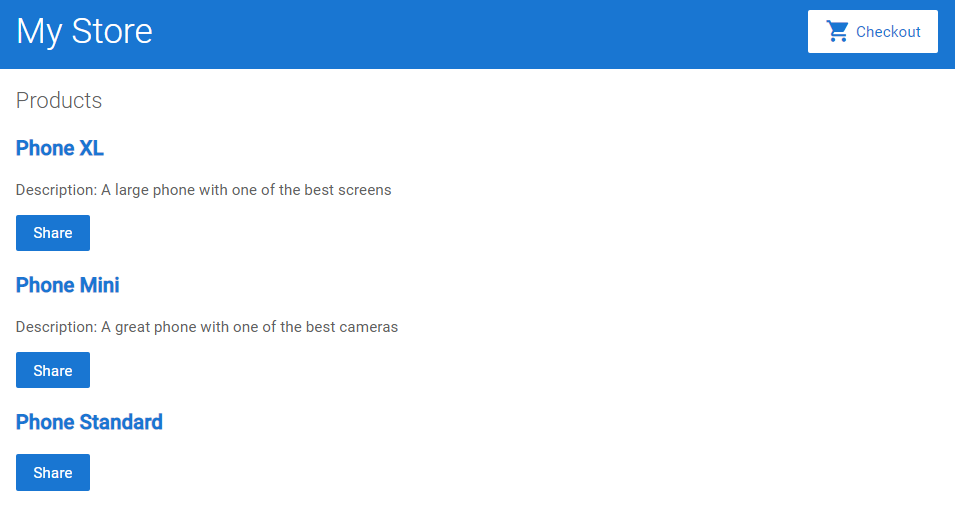 My Store
Checkout
Products
Phone XL
Description: A large phone with one of the best screens
Share
Phone Mini
Description: A great phone with one of the best cameras
Share
Phone Standard
Share